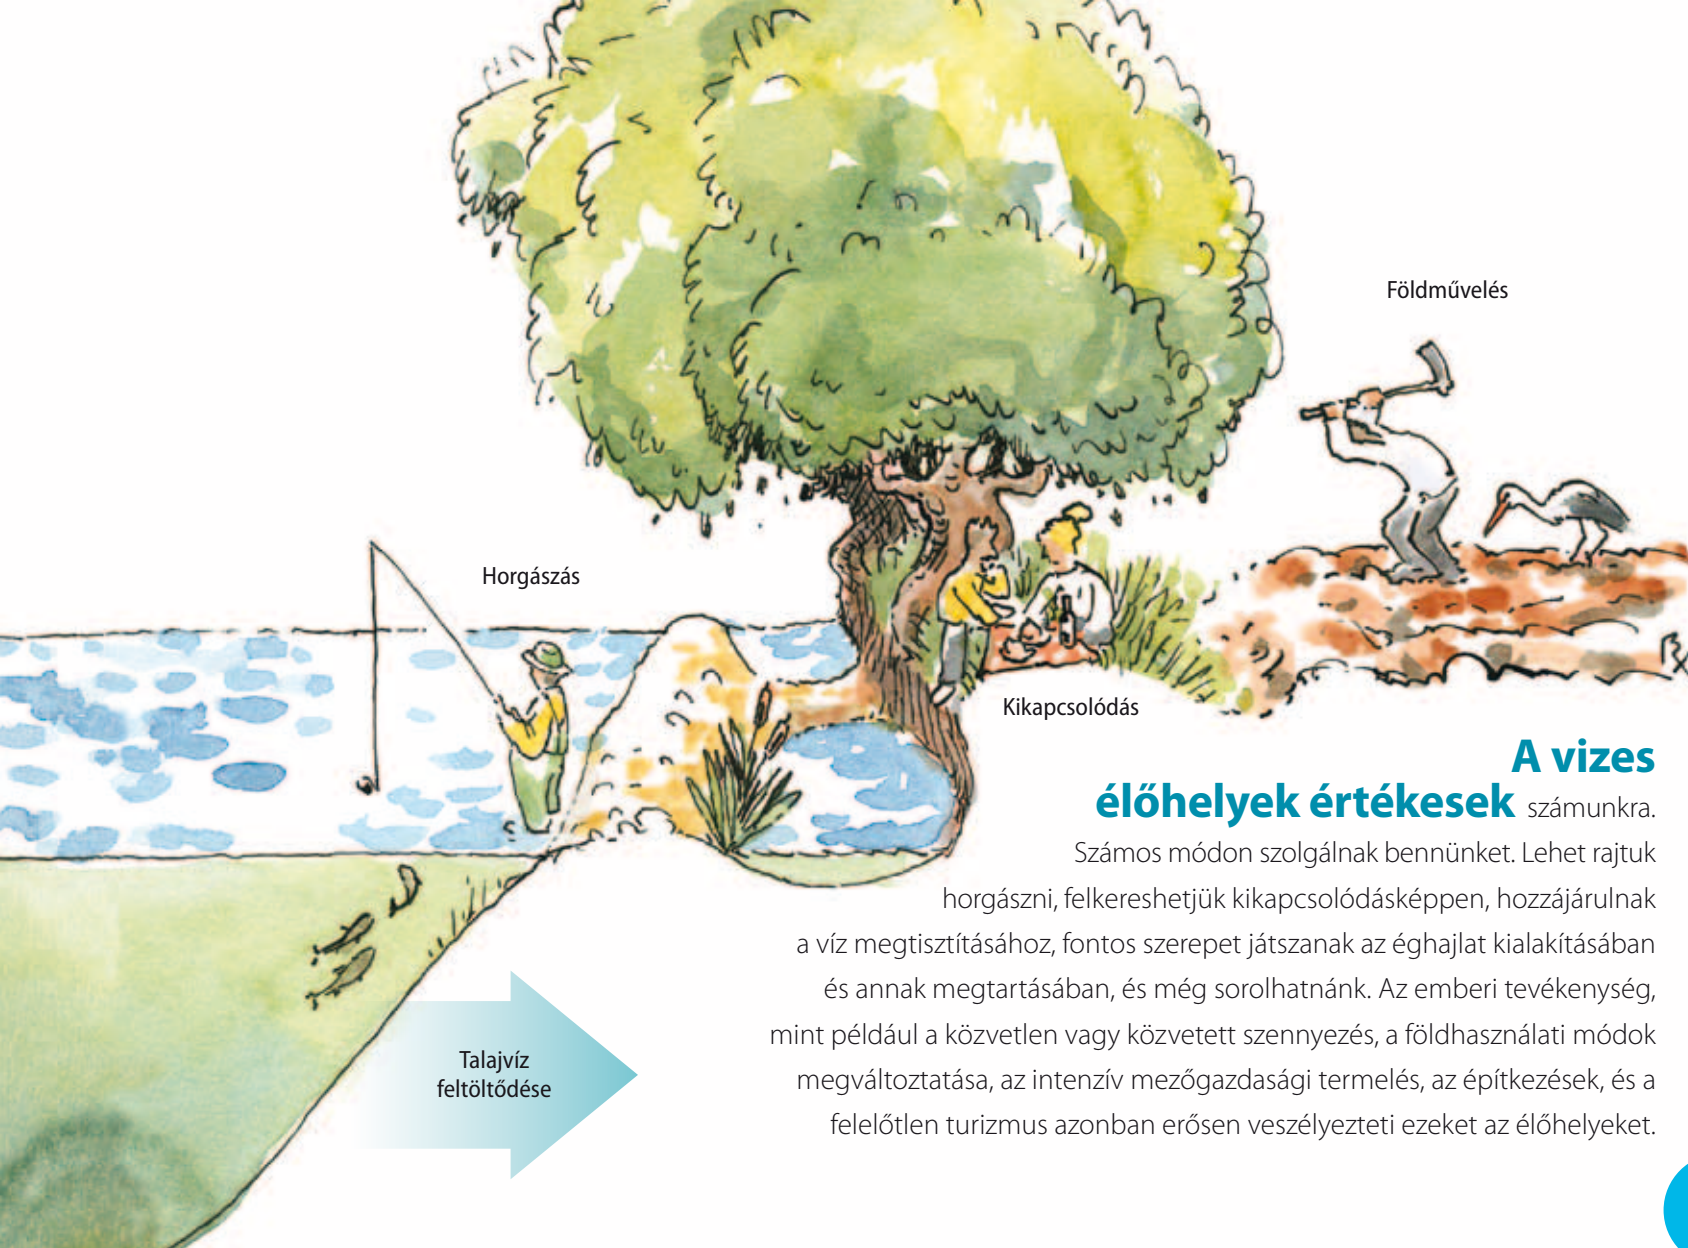 Földművelés
Horgászás
Kikapcsolódás
A vizes
élőhelyek értékesek számunkra.
Számos módon szolgálnak bennünket. Lehet rajtuk
horgászni, felkereshetjük kikapcsolódásképpen, hozzájárulnak
a víz megtisztításához, fontos szerepet játszanak az éghajlat kialakításában
és annak megtartásában, és még sorolhatnánk. Az emberi tevékenység,
mint például a közvetlen vagy közvetett szennyezés, a földhasználati módok
megváltoztatása, az intenzív mezőgazdasági termelés, az építkezések, és a
felelőtlen turizmus azonban erősen veszélyezteti ezeket az élőhelyeket.
Talajvíz
feltöltődése